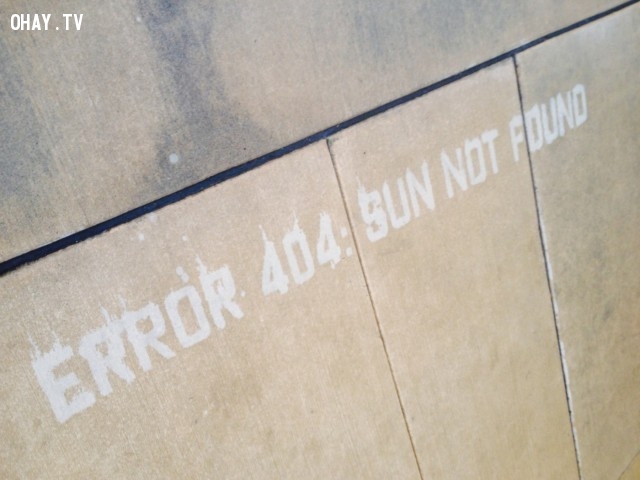 OHAY.TV
ERROR 404: SUN NOT FOUND